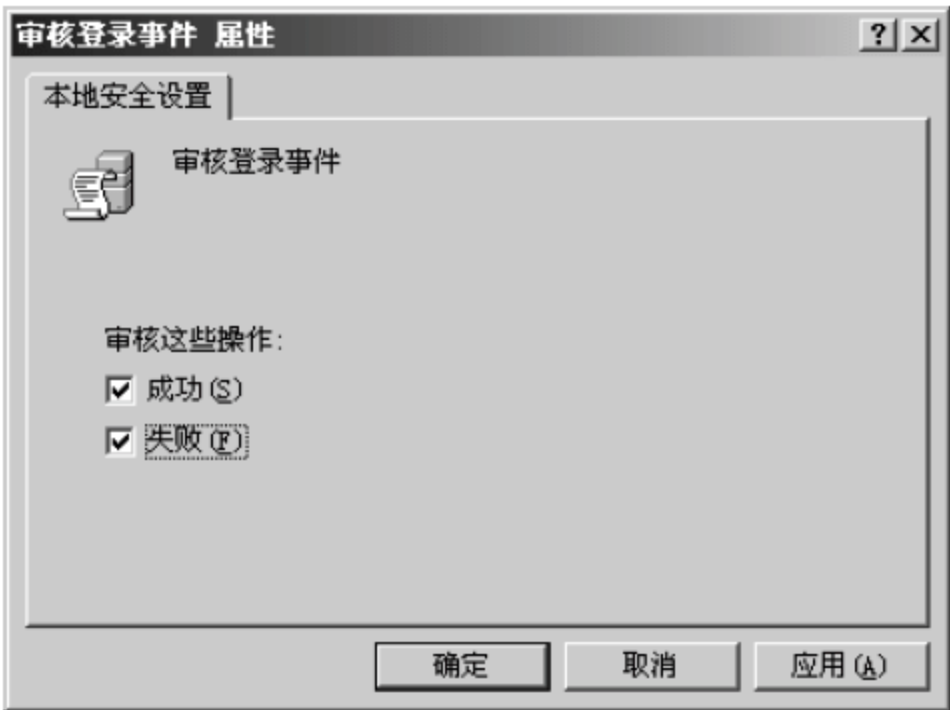 审核登录事件 属性
本地安全设置
审核登录事件
审核这些操作:
成功(S)
失败(F)
确定 取消 应用(A)